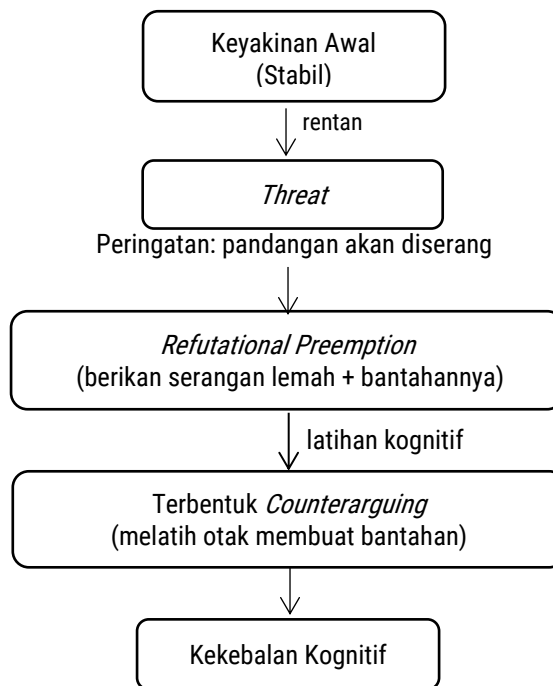 Keyakinan Awal
(Stabil)
rentan
Threat
Peringatan: pandangan akan diserang
Refutational Preemption
(berikan serangan lemah + bantahannya)
latihan kognitif
Terbentuk Counterarguing
(melatih otak membuat bantahan)
Kekebalan Kognitif